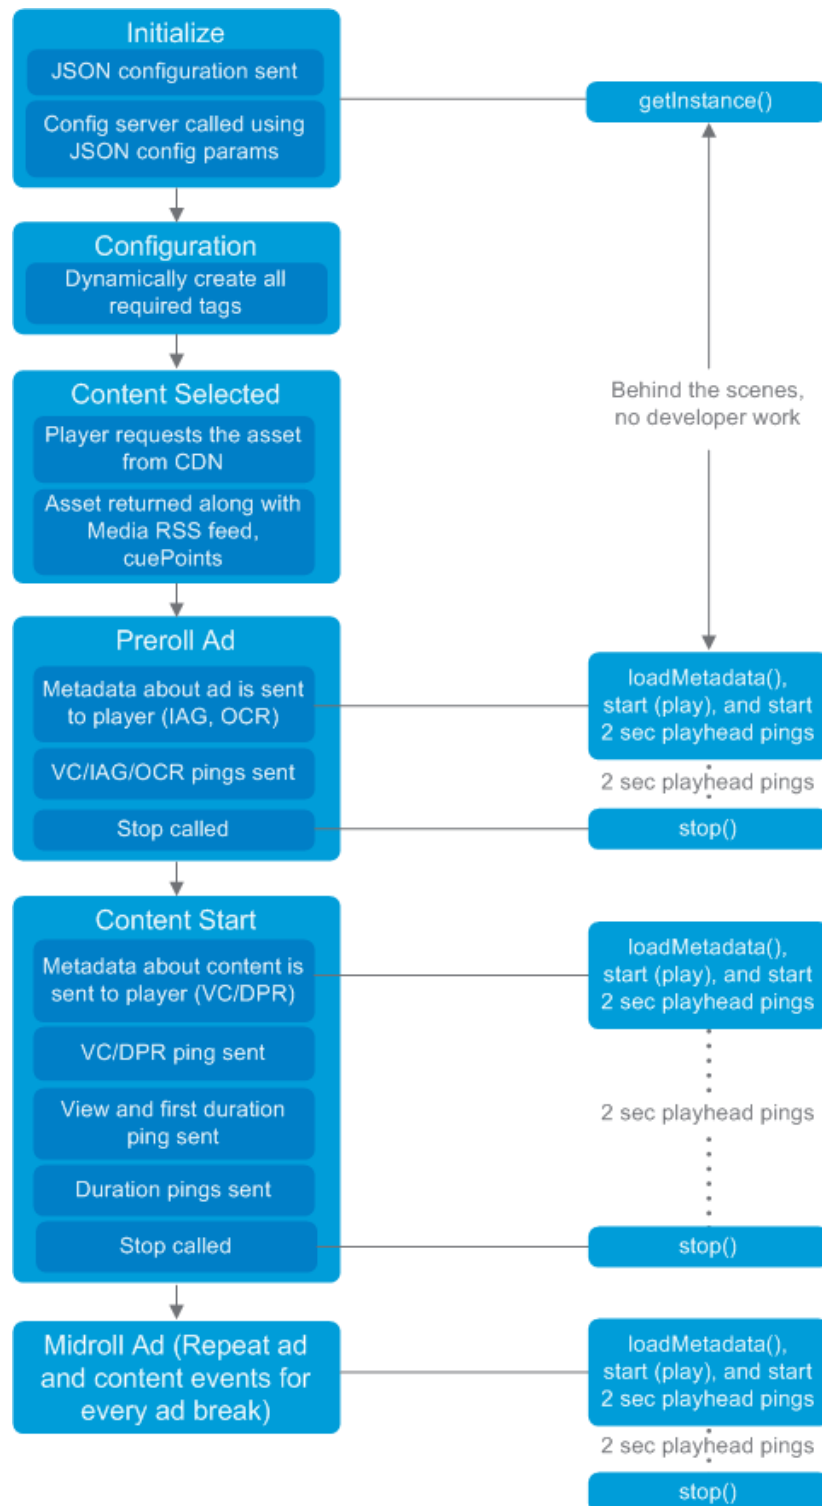 Initialize
JSON configuration sent
Config server called using
JSON config params
getInstance()
Configuration
Dynamically create all
required tags
Content Selected
Player requests the asset
from CDN
Asset returned along with
Media RSS feed,
cuePoints
Behind the scenes,
no developer work
Preroll Ad
Metadata about ad is sent
to player (IAG, OCR)
VC/IAG/OCR pings sent
Stop called
loadMetadata(),
start (play), and start
2 sec playhead pings
2 sec playhead pings
stop()
Content Start
Metadata about content is
sent to player (VC/DPR)
VC/DPR ping sent
View and first duration
ping sent
Duration pings sent
Stop called
loadMetadata(),
start (play), and start
2 sec playhead pings
2 sec playhead pings
stop()
Midroll Ad (Repeat ad
and content events for
every ad break)
loadMetadata(),
start (play), and start
2 sec playhead pings
2 sec playhead pings
stop()